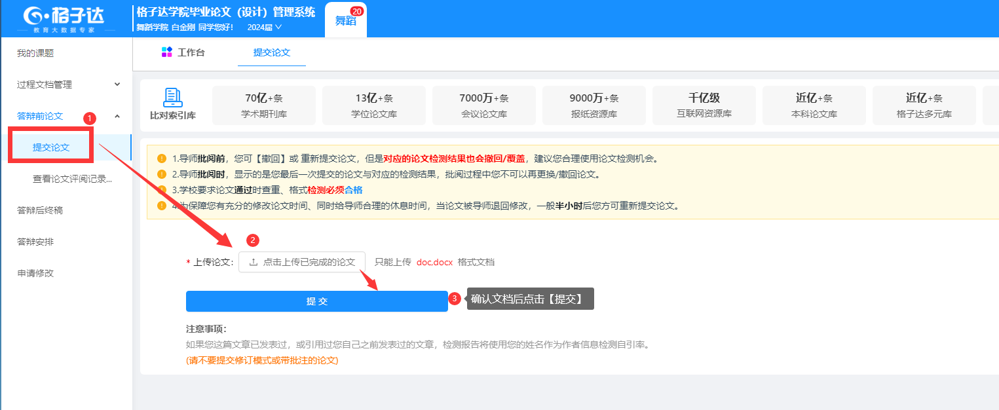 格子达
教育大数据专家
格子达学院毕业论文（设计）管理系统
舞蹈学院 白金刚 同学您好！ 2024届
舞蹈
20
我的课题
过程文档管理
答辩前论文
1
提交论文
查看论文评阅记录...
答辩后终稿
答辩安排
申请修改
工作台
提交论文
比对索引库
70亿+条
学术期刊库
13亿+条
学位论文库
7000万+条
会议论文库
9000万+条
报纸资源库
千亿级
互联网资源库
近亿+条
本科论文库
近亿+条
格子达多元库
1.导师批阅前，您可【撤回】或 重新提交论文，但是对应的论文检测结果也会撤回/覆盖，建议您合理使用论文检测机会。
2.导师批阅时，显示的是您最后一次提交的论文与对应的检测结果，批阅过程中您不可以再更换/撤回论文。
3.学校要求论文通过时查重、格式检测必须合格
4.为保障您有充分的修改论文时间、同时给导师合理的休息时间，当论文被导师退回修改，一般半小时后您方可重新提交论文。
2
* 上传论文： 点击上传已完成的论文 只能上传 doc,docx 格式文档
提 交
3
确认文档后点击【提交】
注意事项：
如果您这篇文章已发表过，或引用过您自己之前发表过的文章，检测报告将使用您的姓名作为作者信息检测自引率。
(请不要提交修订模式或带批注的论文)